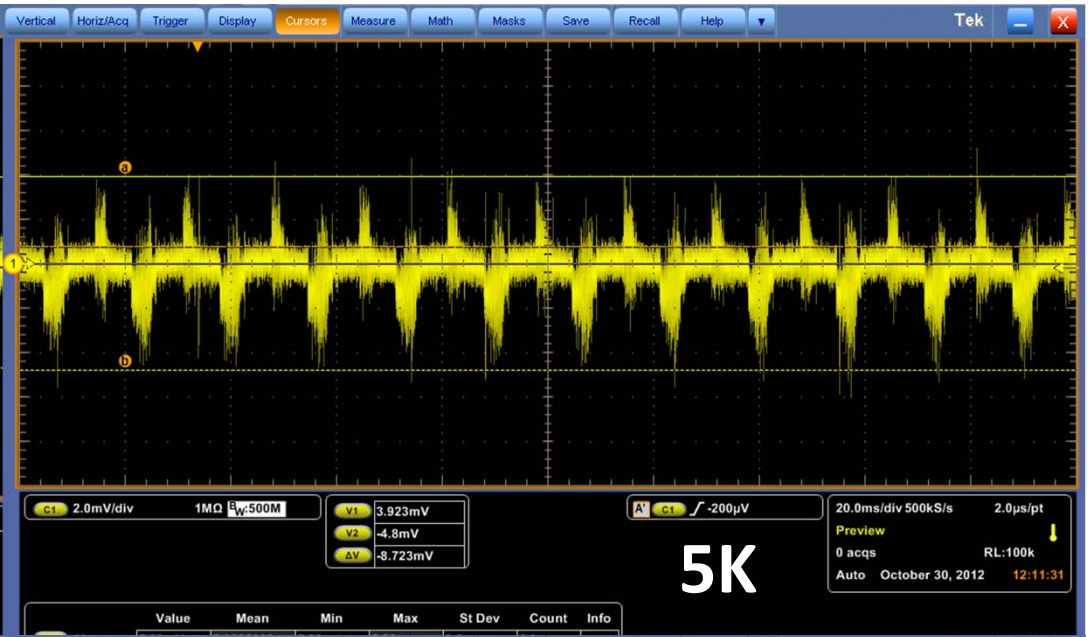 Vertical Horiz/Acq Trigger Display Cursors Measure Math Masks Save Recall Help Tek X
a
1
b
C1 2.0mV/div 1MΩ BW:500M
V1 3.923mV
V2 -4.8mV
ΔV -8.723mV
A' C1 -200µV
20.0ms/div 500kS/s 2.0µs/pt
Preview
0 acqs RL:100k
Auto October 30, 2012 12:11:31
5K
Value Mean Min Max St Dev Count Info